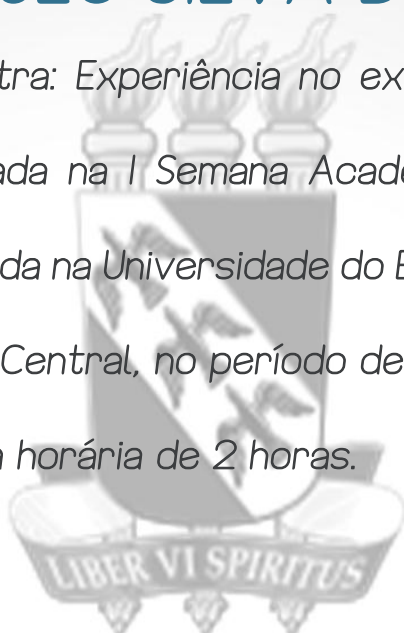 SILVA
tra: Experiência no ex
ada na I Semana Acad
da na Universidade do
Central, no período de
a horária de 2 horas.
LIBER VI SPIRITUS